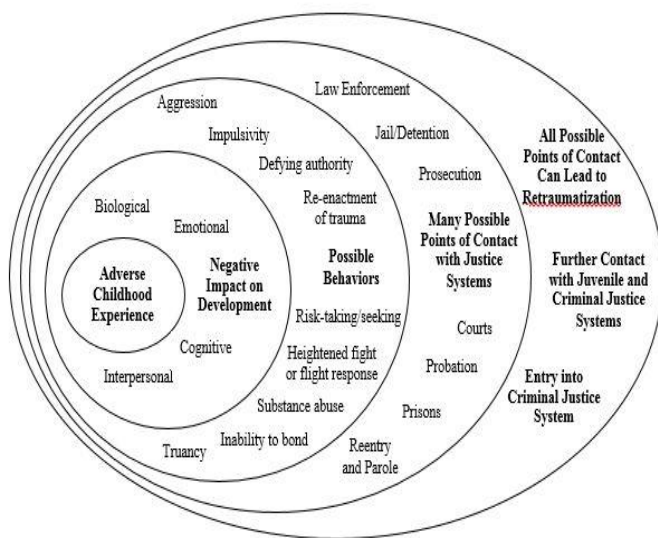 Adverse
Childhood
Experience
Biological
Emotional
Negative
Impact on
Development
Cognitive
Interpersonal
Aggression
Impulsivity
Defying authority
Re-enactment
of trauma
Possible
Behaviors
Risk-taking/seeking
Heightened fight
or flight response
Substance abuse
Inability to bond
Truancy
Law Enforcement
Jail/Detention
Prosecution
Many Possible
Points of Contact
with Justice
Systems
Courts
Probation
Prisons
Reentry
and Parole
All Possible
Points of Contact
Can Lead to
Retraumatization
Further Contact
with Juvenile and
Criminal Justice
Systems
Entry into
Criminal Justice
System